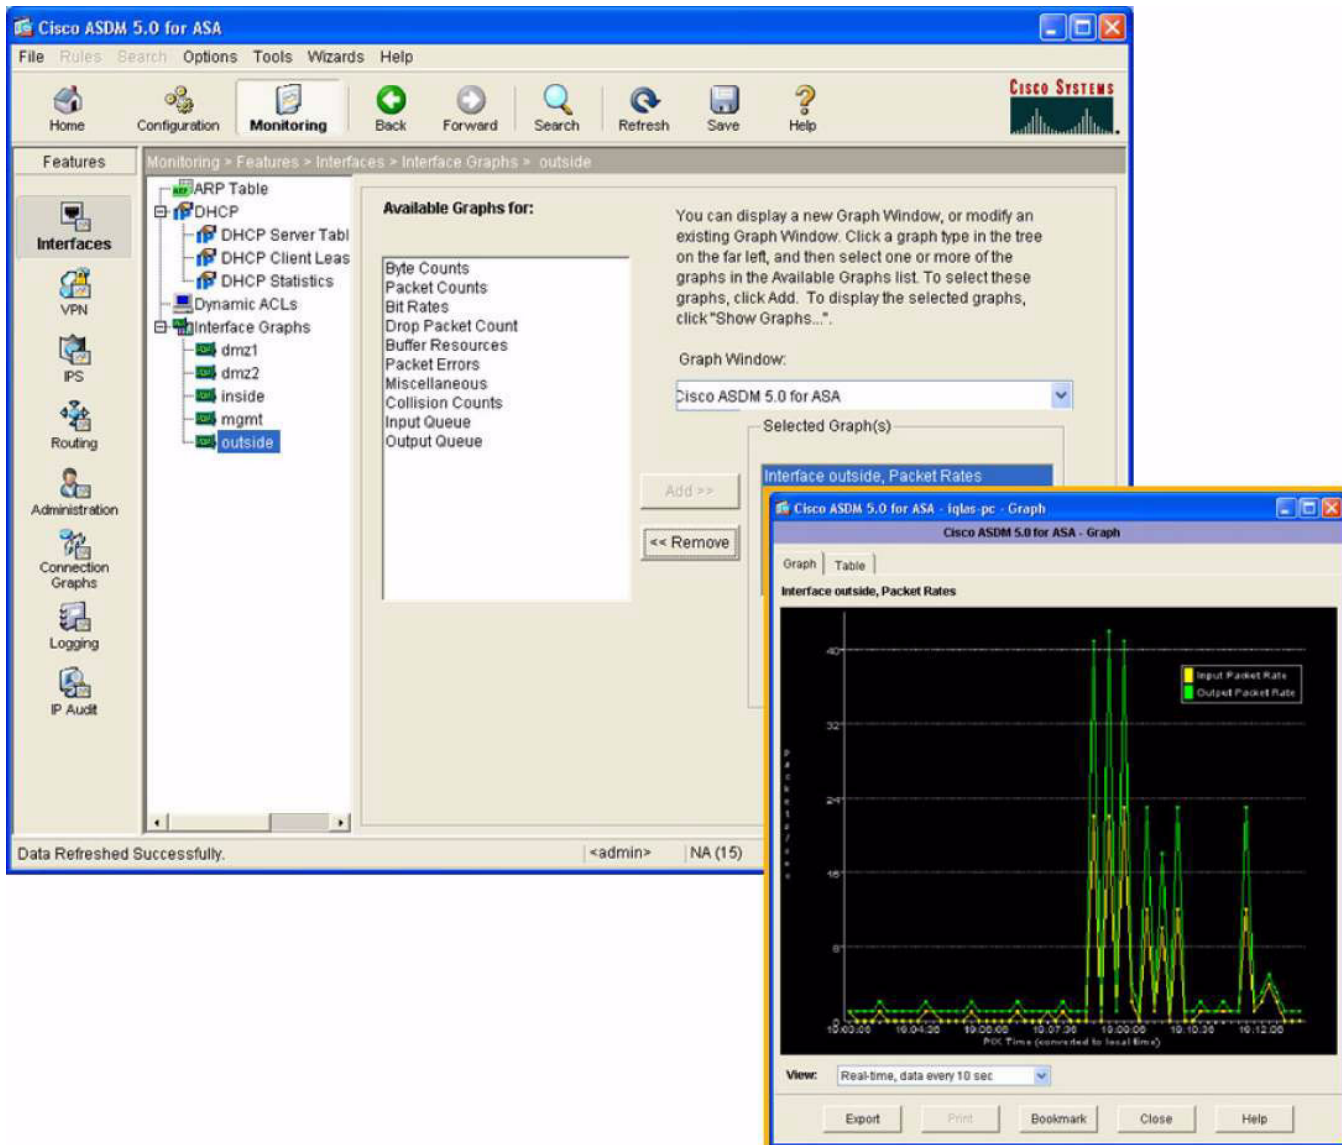 Cisco ASDM 5.0 for ASA
File Rules Search Options Tools Wizards Help
Home Configuration Monitoring Back Forward Search Refresh Save Help
CISCO SYSTEMS
Features
Monitoring > Features > Interfaces > Interface Graphs > outside
Interfaces
VPN
IPS
Routing
Administration
Connection
Graphs
Logging
IP Audit
ARP Table
DHCP
DHCP Server Tabl
DHCP Client Leas
DHCP Statistics
Dynamic ACLs
Interface Graphs
dmz1
dmz2
inside
mgmt
outside
Available Graphs for:
Byte Counts
Packet Counts
Bit Rates
Drop Packet Count
Buffer Resources
Packet Errors
Miscellaneous
Collision Counts
Input Queue
Output Queue
You can display a new Graph Window, or modify an
existing Graph Window. Click a graph type in the tree
on the far left, and then select one or more of the
graphs in the Available Graphs list. To select these
graphs, click Add. To display the selected graphs,
click "Show Graphs...".
Graph Window:
Cisco ASDM 5.0 for ASA
Add >>
<< Remove
Selected Graph(s)
Interface outside, Packet Rates
Data Refreshed Successfully.
<admin>
NA (15)
Cisco ASDM 5.0 for ASA - iqlas-pc - Graph
Cisco ASDM 5.0 for ASA - Graph
Graph Table
Interface outside, Packet Rates
Input Packet Rate
Output Packet Rate
40
32
24
16
8
0
PIX Time (converted to local time)
View: Real-time, data every 10 sec
Export Print Bookmark Close Help